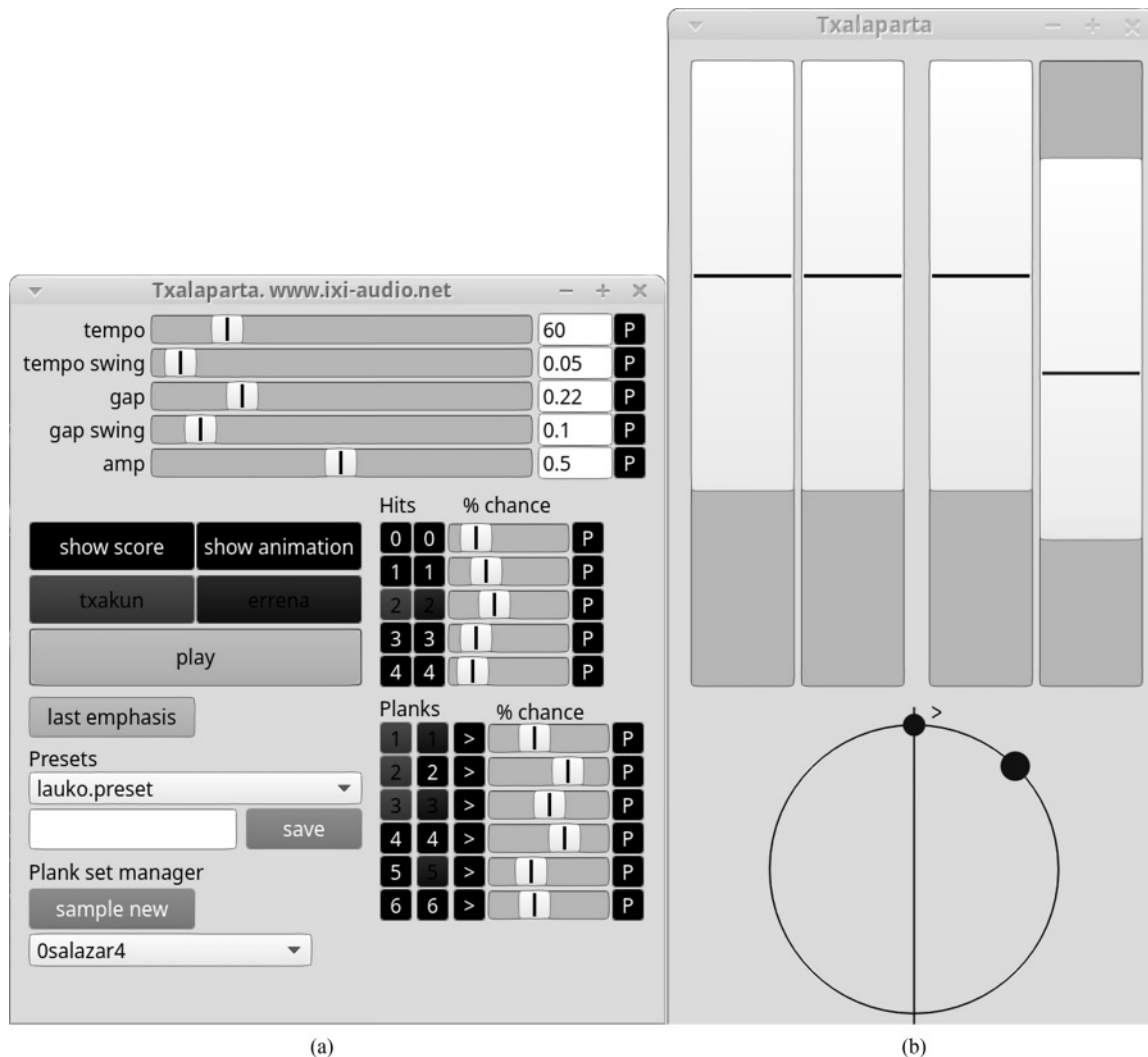 Txalaparta
Txalaparta. www.ixi-audio.net
tempo 60 P
tempo swing 0.05 P
gap 0.22 P
gap swing 0.1 P
amp 0.5 P
Hits % chance
show score show animation
0 0 P
1 1 P
txakun errena
2 2 P
3 3 P
play
4 4 P
last emphasis
Planks % chance
1 1 > P
Presets
2 2 > P
lauko.preset
3 3 > P
save
4 4 > P
Plank set manager
5 5 > P
sample new
6 6 > P
0salazar4
>
(a) (b)